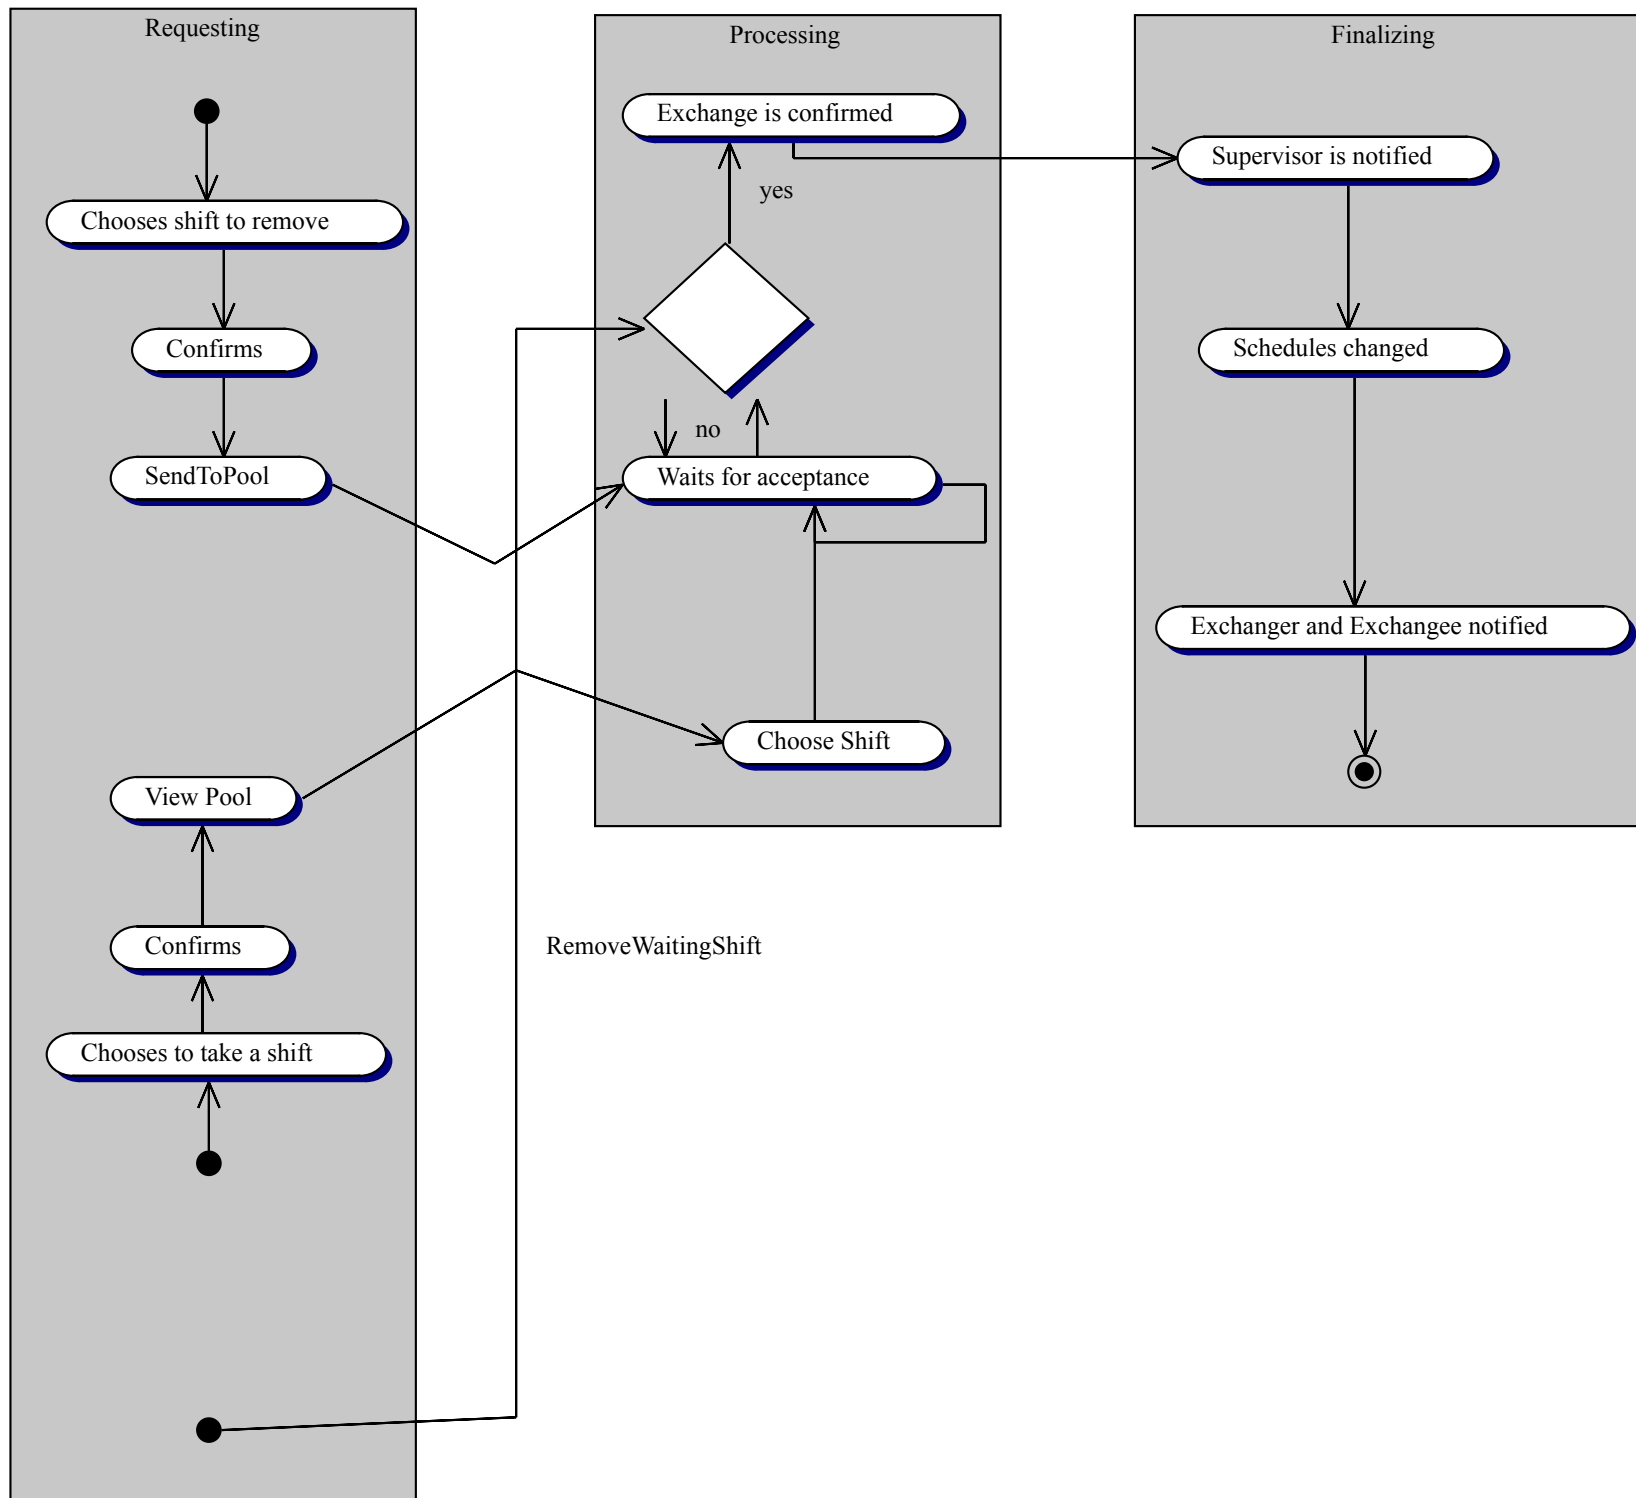 Requesting
Chooses shift to remove
Confirms
SendToPool
View Pool
Confirms
Chooses to take a shift
Processing
Exchange is confirmed
yes
no
Waits for acceptance
Choose Shift
RemoveWaitingShift
Finalizing
Supervisor is notified
Schedules changed
Exchanger and Exchangee notified